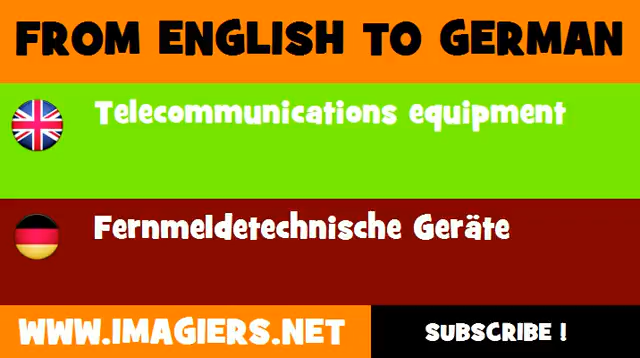 FROM ENGLISH TO GERMAN
Telecommunications equipment
Fernmeldetechnische Geräte
WWW.IMAGIERS.NET
SUBSCRIBE !